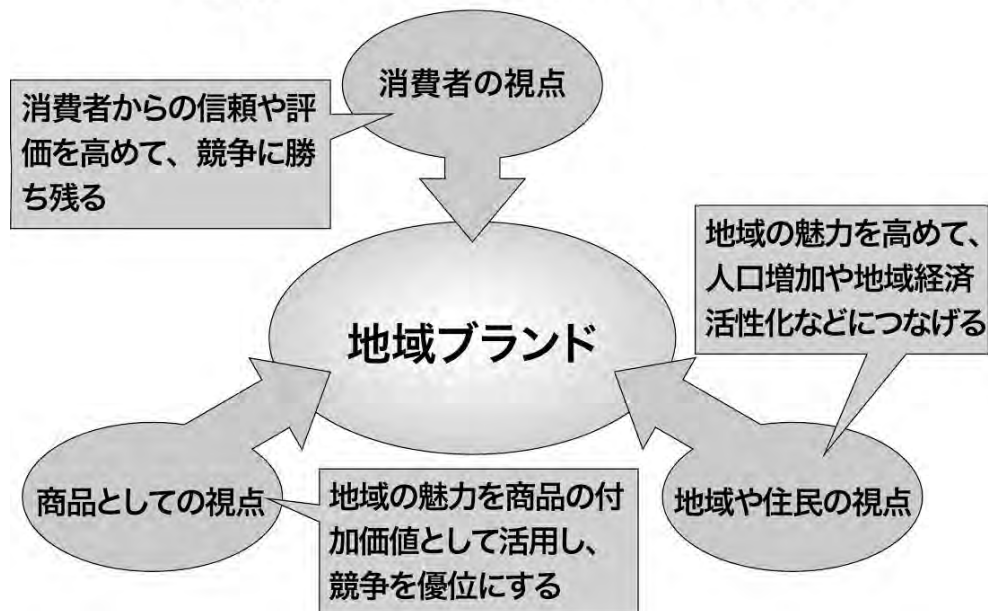 消費者の視点
消費者からの信頼や評
価を高めて、競争に勝
ち残る
地域の魅力を高めて、
人口増加や地域経済
活性化などにつなげる
地域ブランド
商品としての視点
地域の魅力を商品の付
加価値として活用し、
競争を優位にする
地域や住民の視点